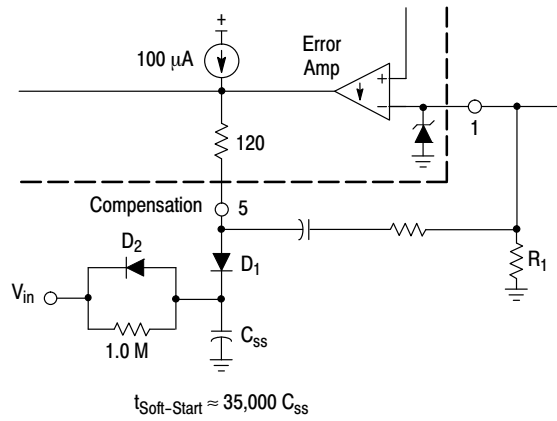 +
100 µA
Error
Amp
+
−
1
120
Compensation
5
D2
D1
R1
Vin
1.0 M
Css
tSoft−Start ≈ 35,000 Css